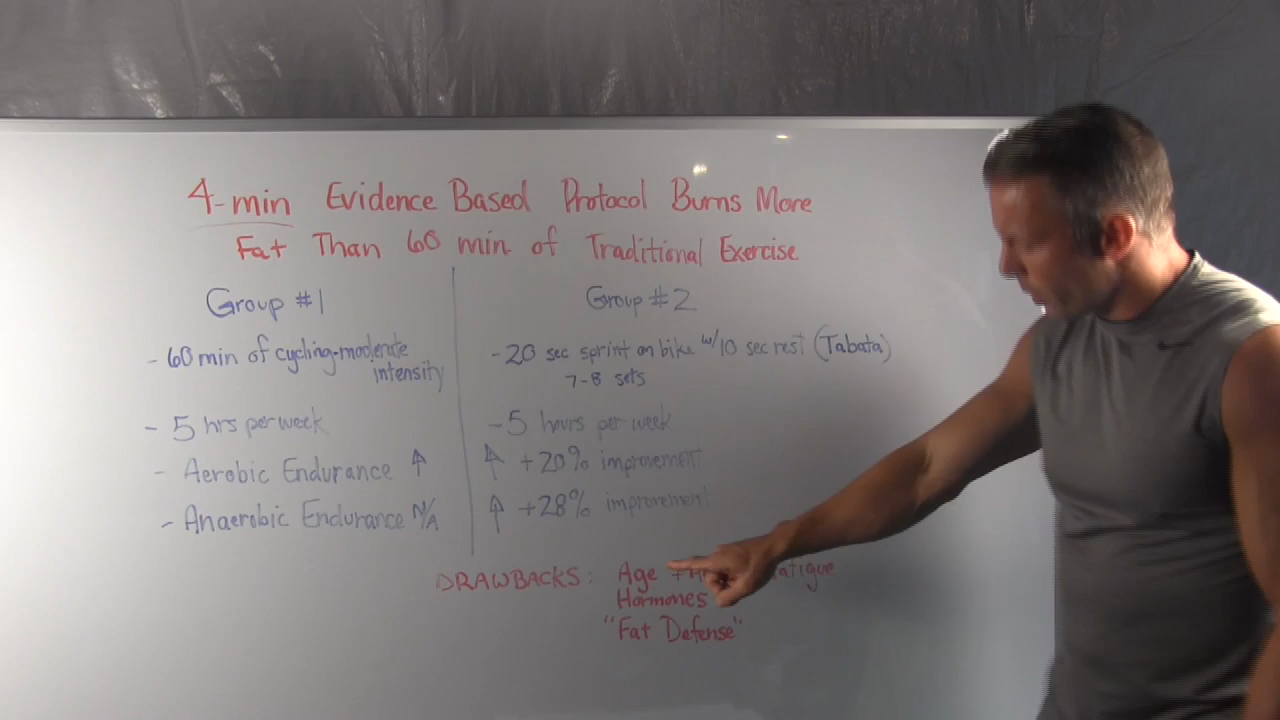 4-min Evidence Based Protocol Burns More
Fat Than 60 min of Traditional Exercise
Group #1
- 60 min of cycling-moderate
intensity
- 5 hrs per week
- Aerobic Endurance ↑
- Anaerobic Endurance N/A
Group #2
- 20 sec sprint on bike w/10 sec rest (Tabata)
7-8 sets
- 5 hours per week
↑ +20% improvement
↑ +28% improvement
DRAWBACKS: Age fatigue
Hormones
"Fat Defense"